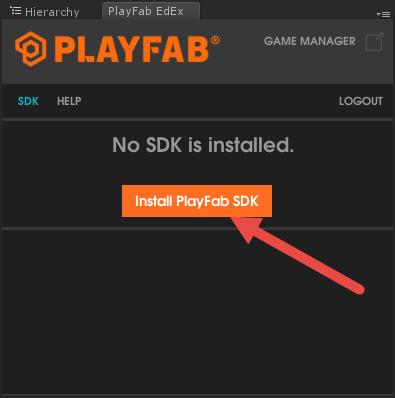 Hierarchy PlayFab EdEx
PLAYFAB® GAME MANAGER
SDK HELP LOGOUT
No SDK is installed.
Install PlayFab SDK